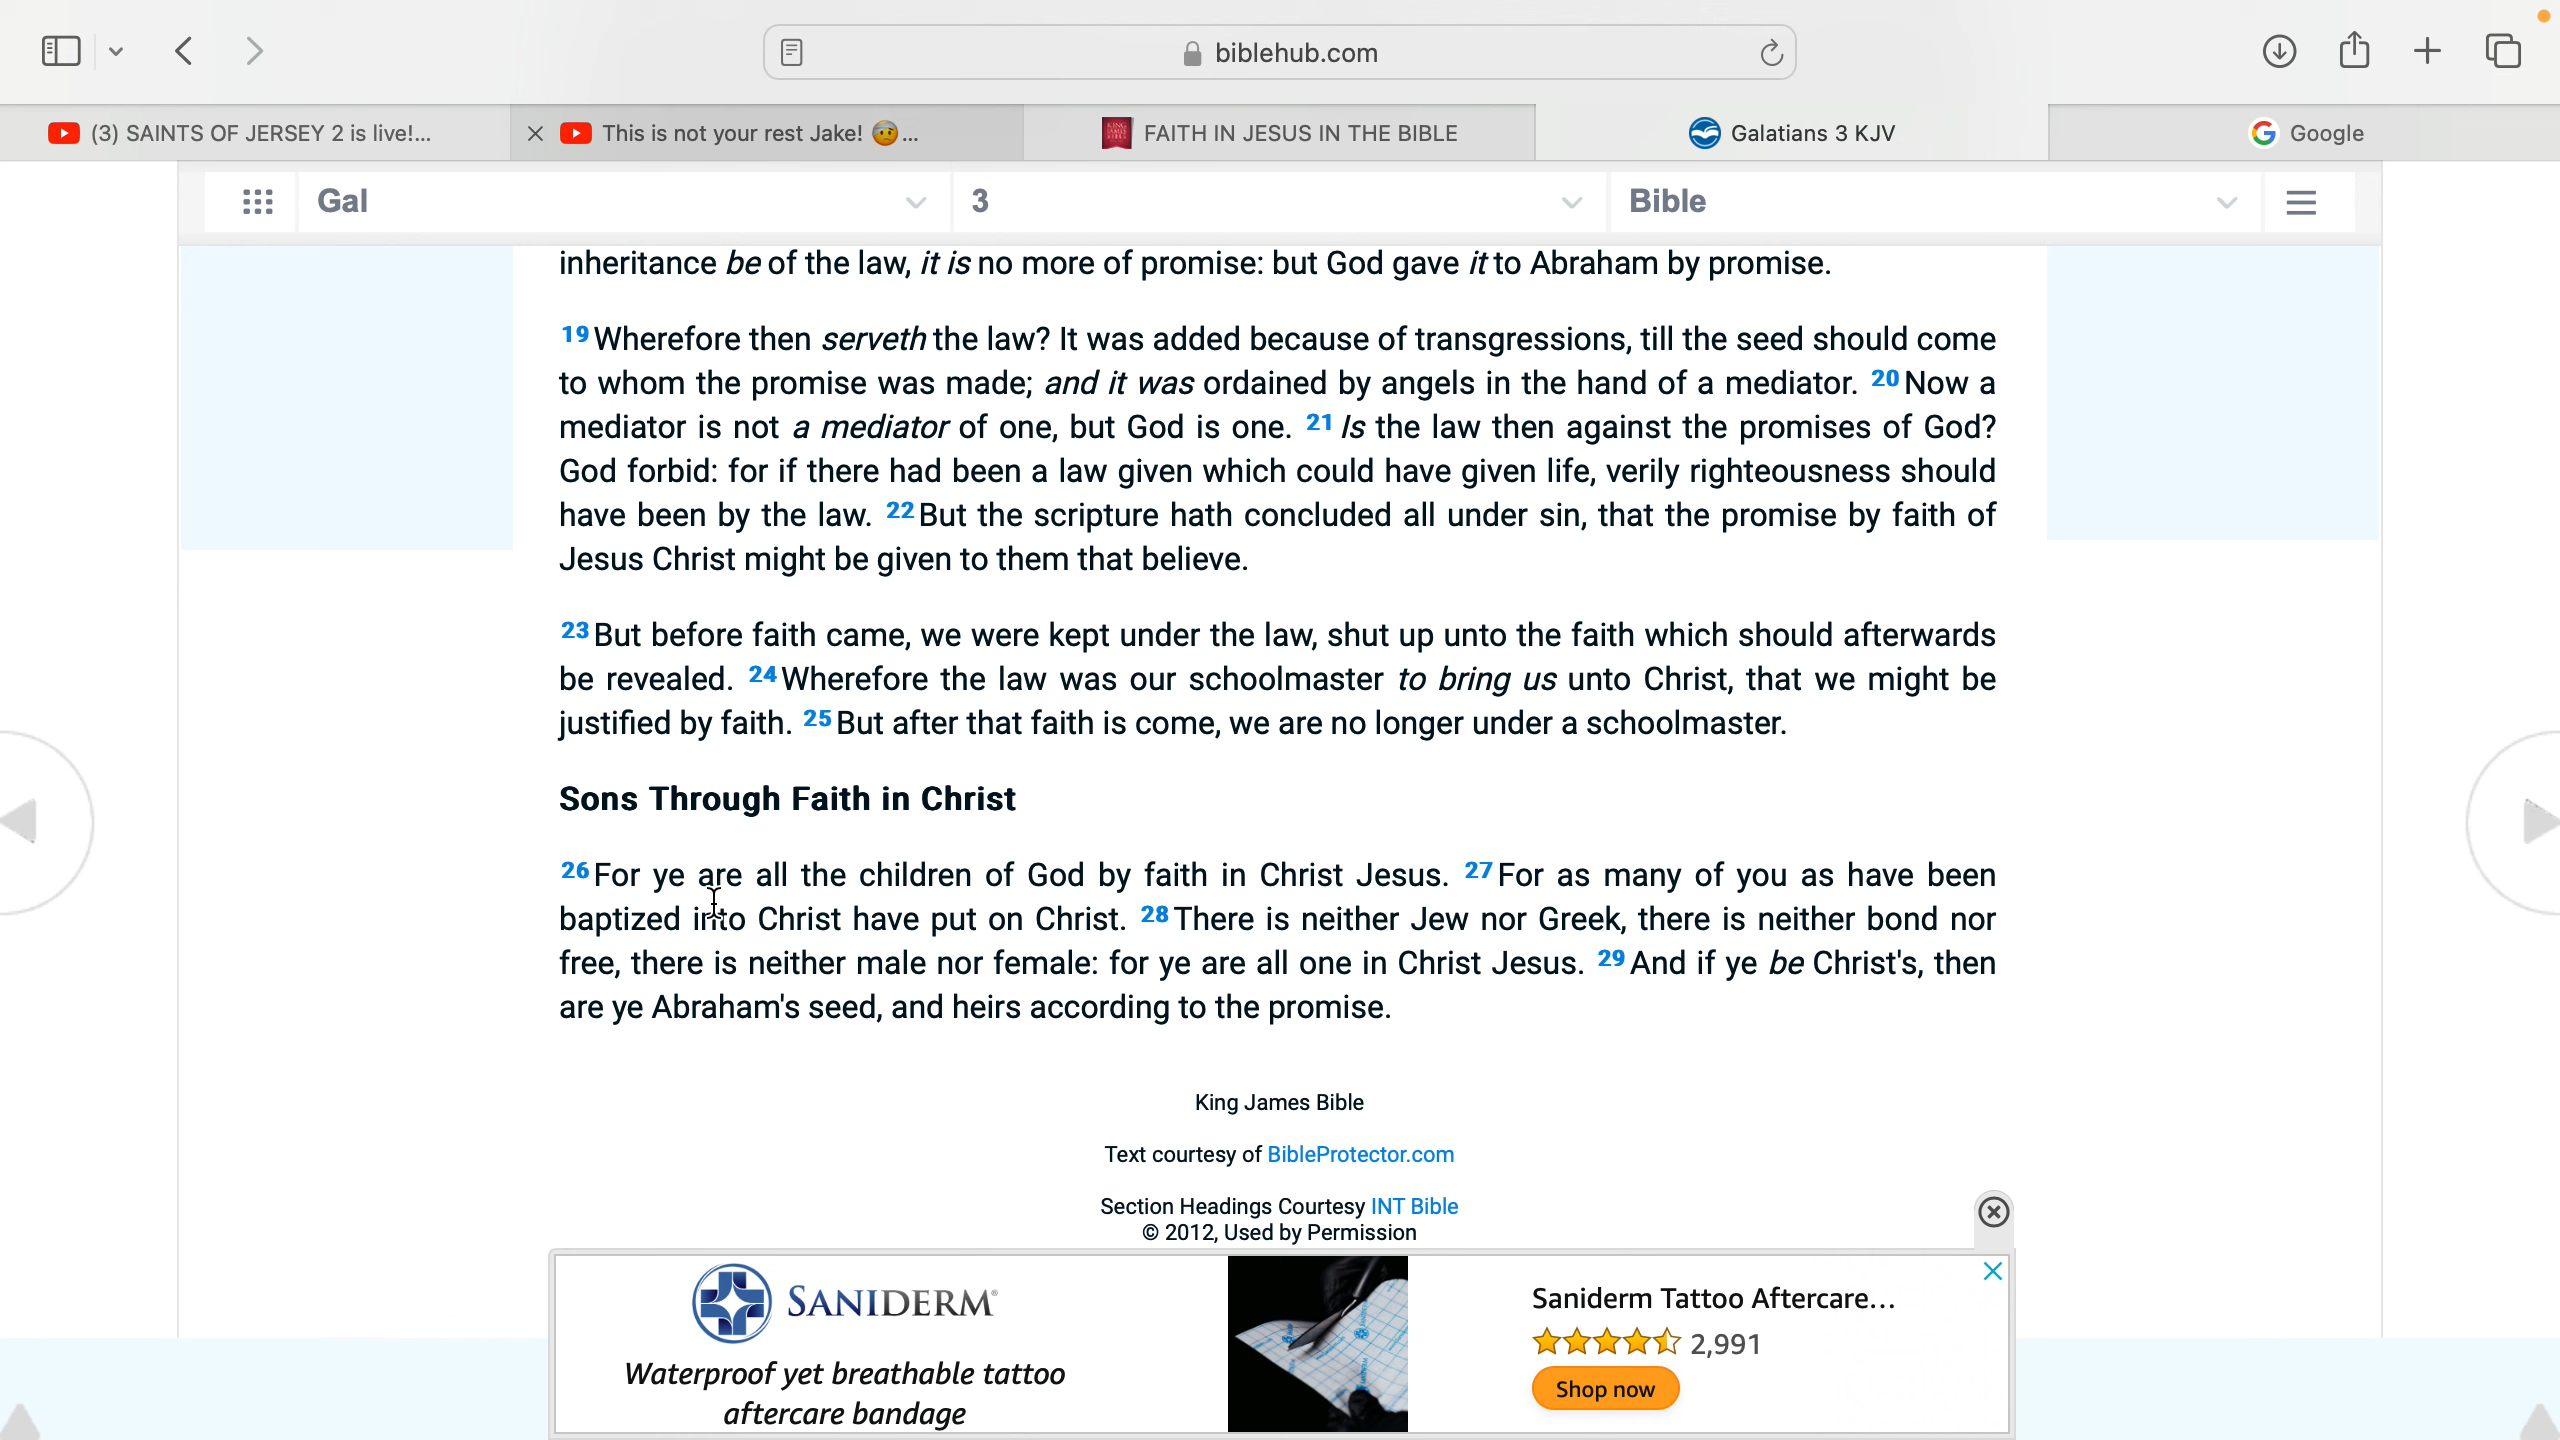 biblehub.com
(3) SAINTS OF JERSEY 2 is live!...
This is not your rest Jake! 🤕...
FAITH IN JESUS IN THE BIBLE
Galatians 3 KJV
Google
Gal
3
Bible
inheritance be of the law, it is no more of promise: but God gave it to Abraham by promise.
19 Wherefore then serveth the law? It was added because of transgressions, till the seed should come
to whom the promise was made; and it was ordained by angels in the hand of a mediator. 20 Now a
mediator is not a mediator of one, but God is one. 21 Is the law then against the promises of God?
God forbid: for if there had been a law given which could have given life, verily righteousness should
have been by the law. 22 But the scripture hath concluded all under sin, that the promise by faith of
Jesus Christ might be given to them that believe.
23 But before faith came, we were kept under the law, shut up unto the faith which should afterwards
be revealed. 24 Wherefore the law was our schoolmaster to bring us unto Christ, that we might be
justified by faith. 25 But after that faith is come, we are no longer under a schoolmaster.
Sons Through Faith in Christ
26 For ye are all the children of God by faith in Christ Jesus. 27 For as many of you as have been
baptized into Christ have put on Christ. 28 There is neither Jew nor Greek, there is neither bond nor
free, there is neither male nor female: for ye are all one in Christ Jesus. 29 And if ye be Christ's, then
are ye Abraham's seed, and heirs according to the promise.
King James Bible
Text courtesy of BibleProtector.com
Section Headings Courtesy INT Bible
© 2012, Used by Permission
SANIDERM®
Waterproof yet breathable tattoo
aftercare bandage
Saniderm Tattoo Aftercare...
2,991
Shop now